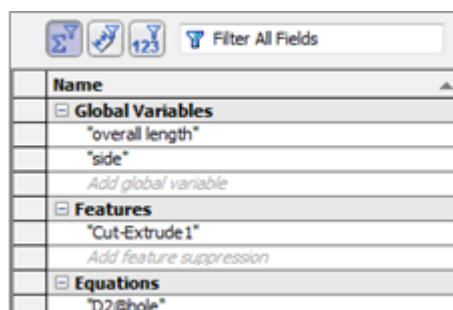 Σ
123
Filter All Fields
Name
Global Variables
"overall length"
"side"
Add global variable
Features
"Cut-Extrude1"
Add feature suppression
Equations
"D2@hole"